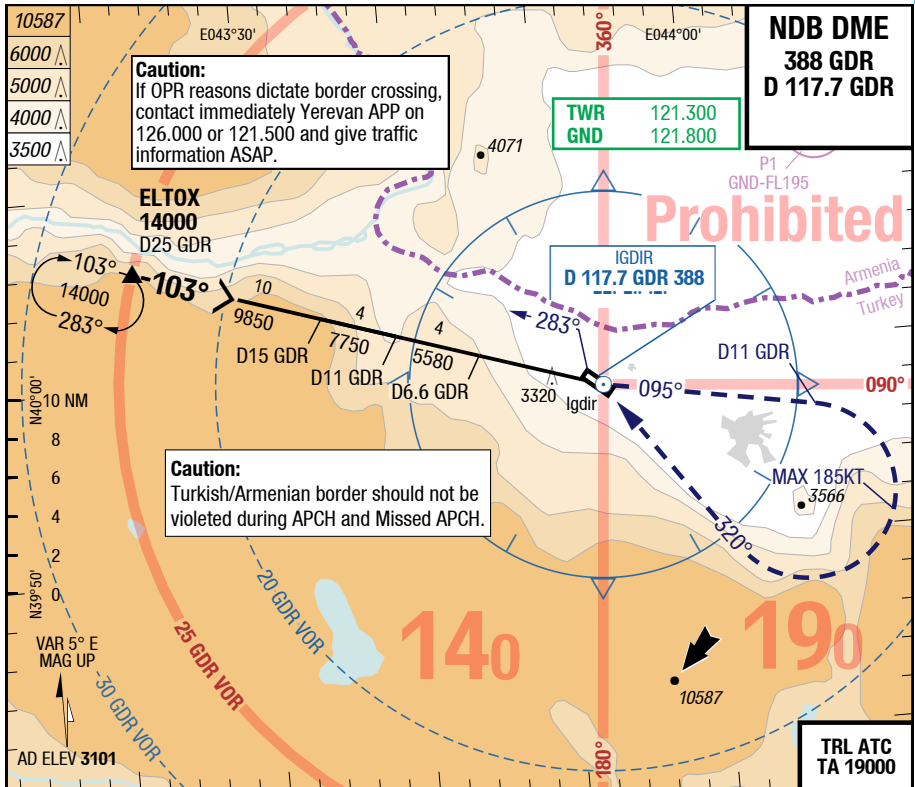 10587
6000
5000
4000
3500
E043°30'
360°
E044°00'
NDB DME
388 GDR
D 117.7 GDR
Caution:
If OPR reasons dictate border crossing,
contact immediately Yerevan APP on
126.000 or 121.500 and give traffic
information ASAP.
TWR 121.300
GND 121.800
4071
P1
GND-FL195
Prohibited
ELTOX
14000
D25 GDR
103°
14000
283°
103°
10
9850
D15 GDR
4
7750
D11 GDR
4
5580
D6.6 GDR
IGDIR
D 117.7 GDR 388
Armenia
Turkey
283°
3320
Igdir
D11 GDR
095°
090°
MAX 185KT
3566
320°
N40°00'
10 NM
8
6
4
2
0
N39°50'
Caution:
Turkish/Armenian border should not be
violeted during APCH and Missed APCH.
20 GDR VOR
25 GDR VOR
30 GDR VOR
140
190
10587
VAR 5° E
MAG UP
AD ELEV 3101
180°
TRL ATC
TA 19000